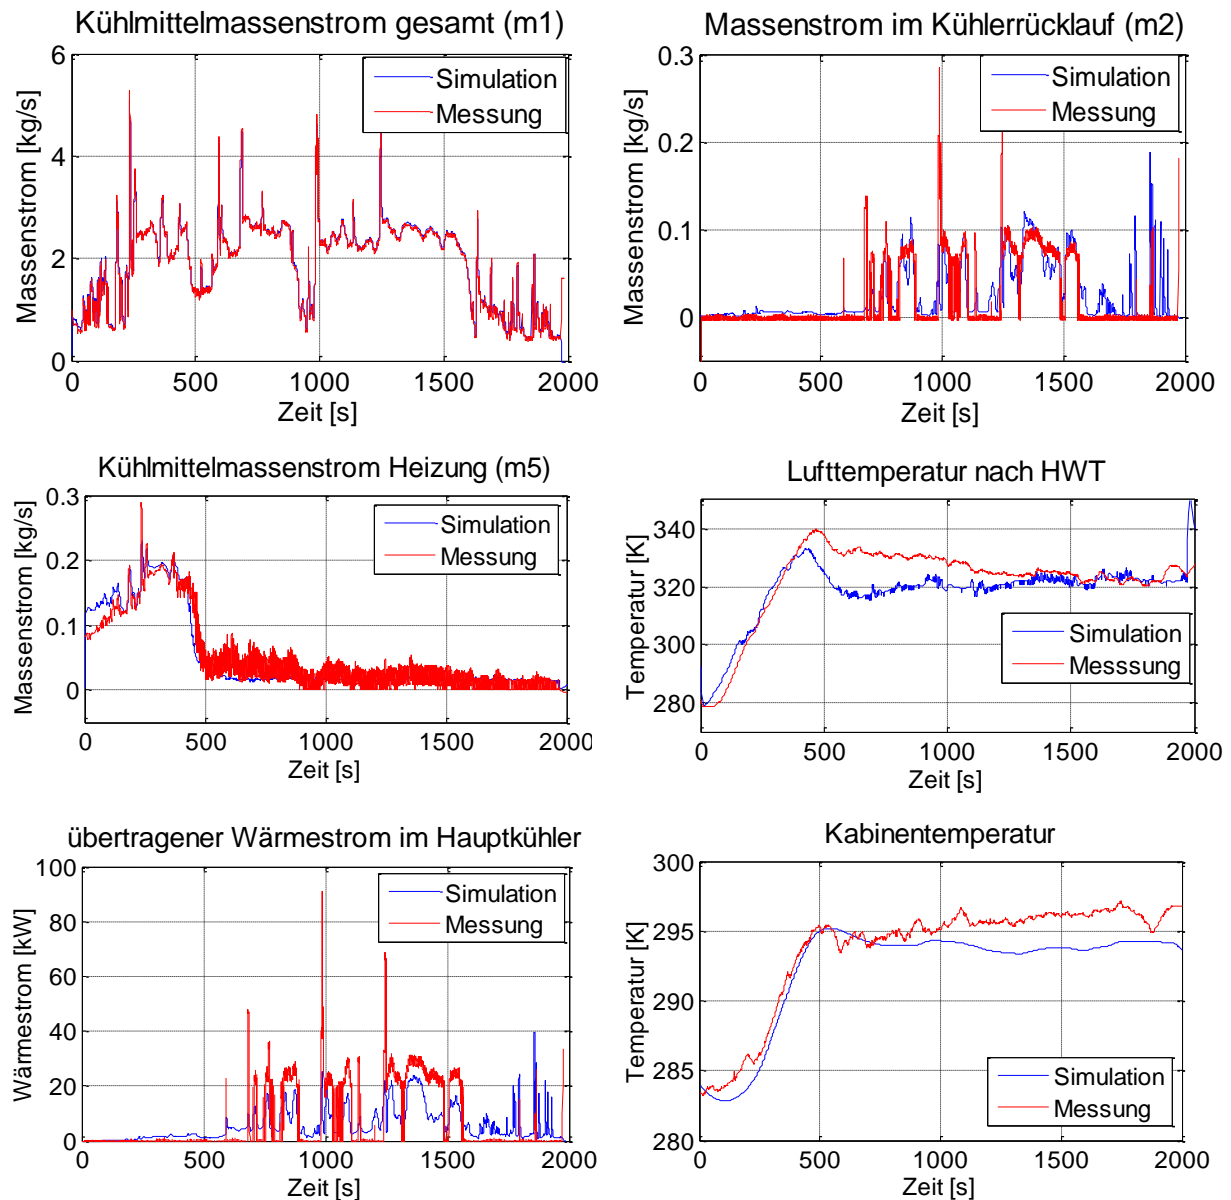 Kühlmittelmassenstrom gesamt (m1)
Massenstrom [kg/s]
6
4
2
0
Simulation
Messung
0 500 1000 1500 2000
Zeit [s]
Massenstrom im Kühlerrücklauf (m2)
Massenstrom [kg/s]
0.3
0.2
0.1
0
Simulation
Messung
0 500 1000 1500 2000
Zeit [s]
Kühlmittelmassenstrom Heizung (m5)
Massenstrom [kg/s]
0.3
0.2
0.1
0
Simulation
Messung
0 500 1000 1500 2000
Zeit [s]
Lufttemperatur nach HWT
Temperatur [K]
340
320
300
280
Simulation
Messsung
0 500 1000 1500 2000
Zeit [s]
übertragener Wärmestrom im Hauptkühler
Wärmestrom [kW]
100
80
60
40
20
0
Simulation
Messung
0 500 1000 1500 2000
Zeit [s]
Kabinentemperatur
Temperatur [K]
300
295
290
285
280
Simulation
Messung
0 500 1000 1500 2000
Zeit [s]